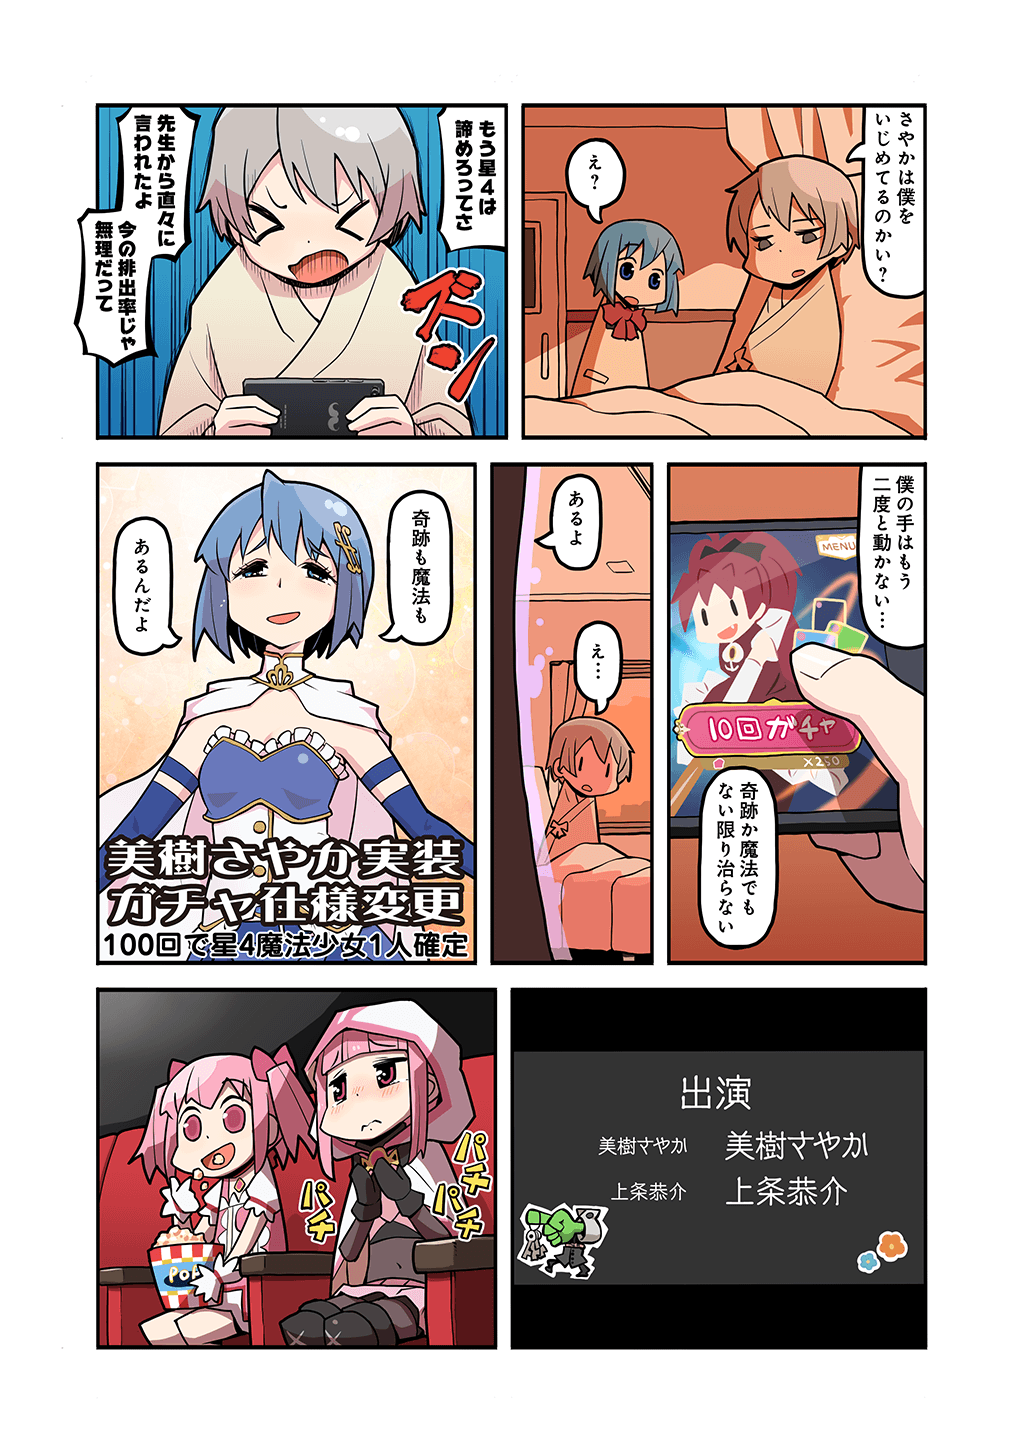 さやかは僕を
いじめてるのかい？
え？
もう星４は
諦めろってさ
先生から直々に
言われたよ
今の排出率じゃ
無理だって
ズン
僕の手はもう
二度と動かない…
MENU
10回ガチャ
×250
奇跡か魔法でも
ない限り治らない
あるよ
え…
奇跡も魔法も
あるんだよ
美樹さやか実装
ガチャ仕様変更
100回で星4魔法少女1人確定
出演
美樹さやか 美樹さやか
上条恭介 上条恭介
パチ
パチ
パチ
POP